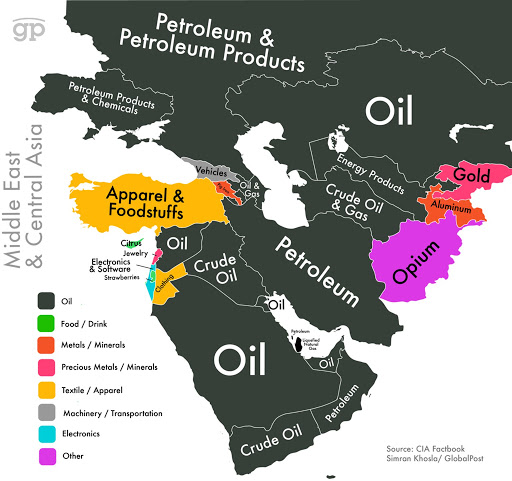 gp
Middle East
& Central Asia
Petroleum &
Petroleum Products
Petroleum Products
& Chemicals
Oil
Energy Products
Crude Oil
& Gas
Gold
Aluminum
Opium
Vehicles
Oil
& Gas
Apparel &
Foodstuffs
Citrus
Jewelry
Electronics
& Software
Strawberries
Clothing
Oil
Crude
Oil
Petroleum
Oil
Petroleum
Liquified
Natural
Gas
Oil
Oil
Petroleum
Crude Oil
Oil
Food / Drink
Metals / Minerals
Precious Metals / Minerals
Textile / Apparel
Machinery / Transportation
Electronics
Other
Source: CIA Factbook
Simran Khosla/ GlobalPost